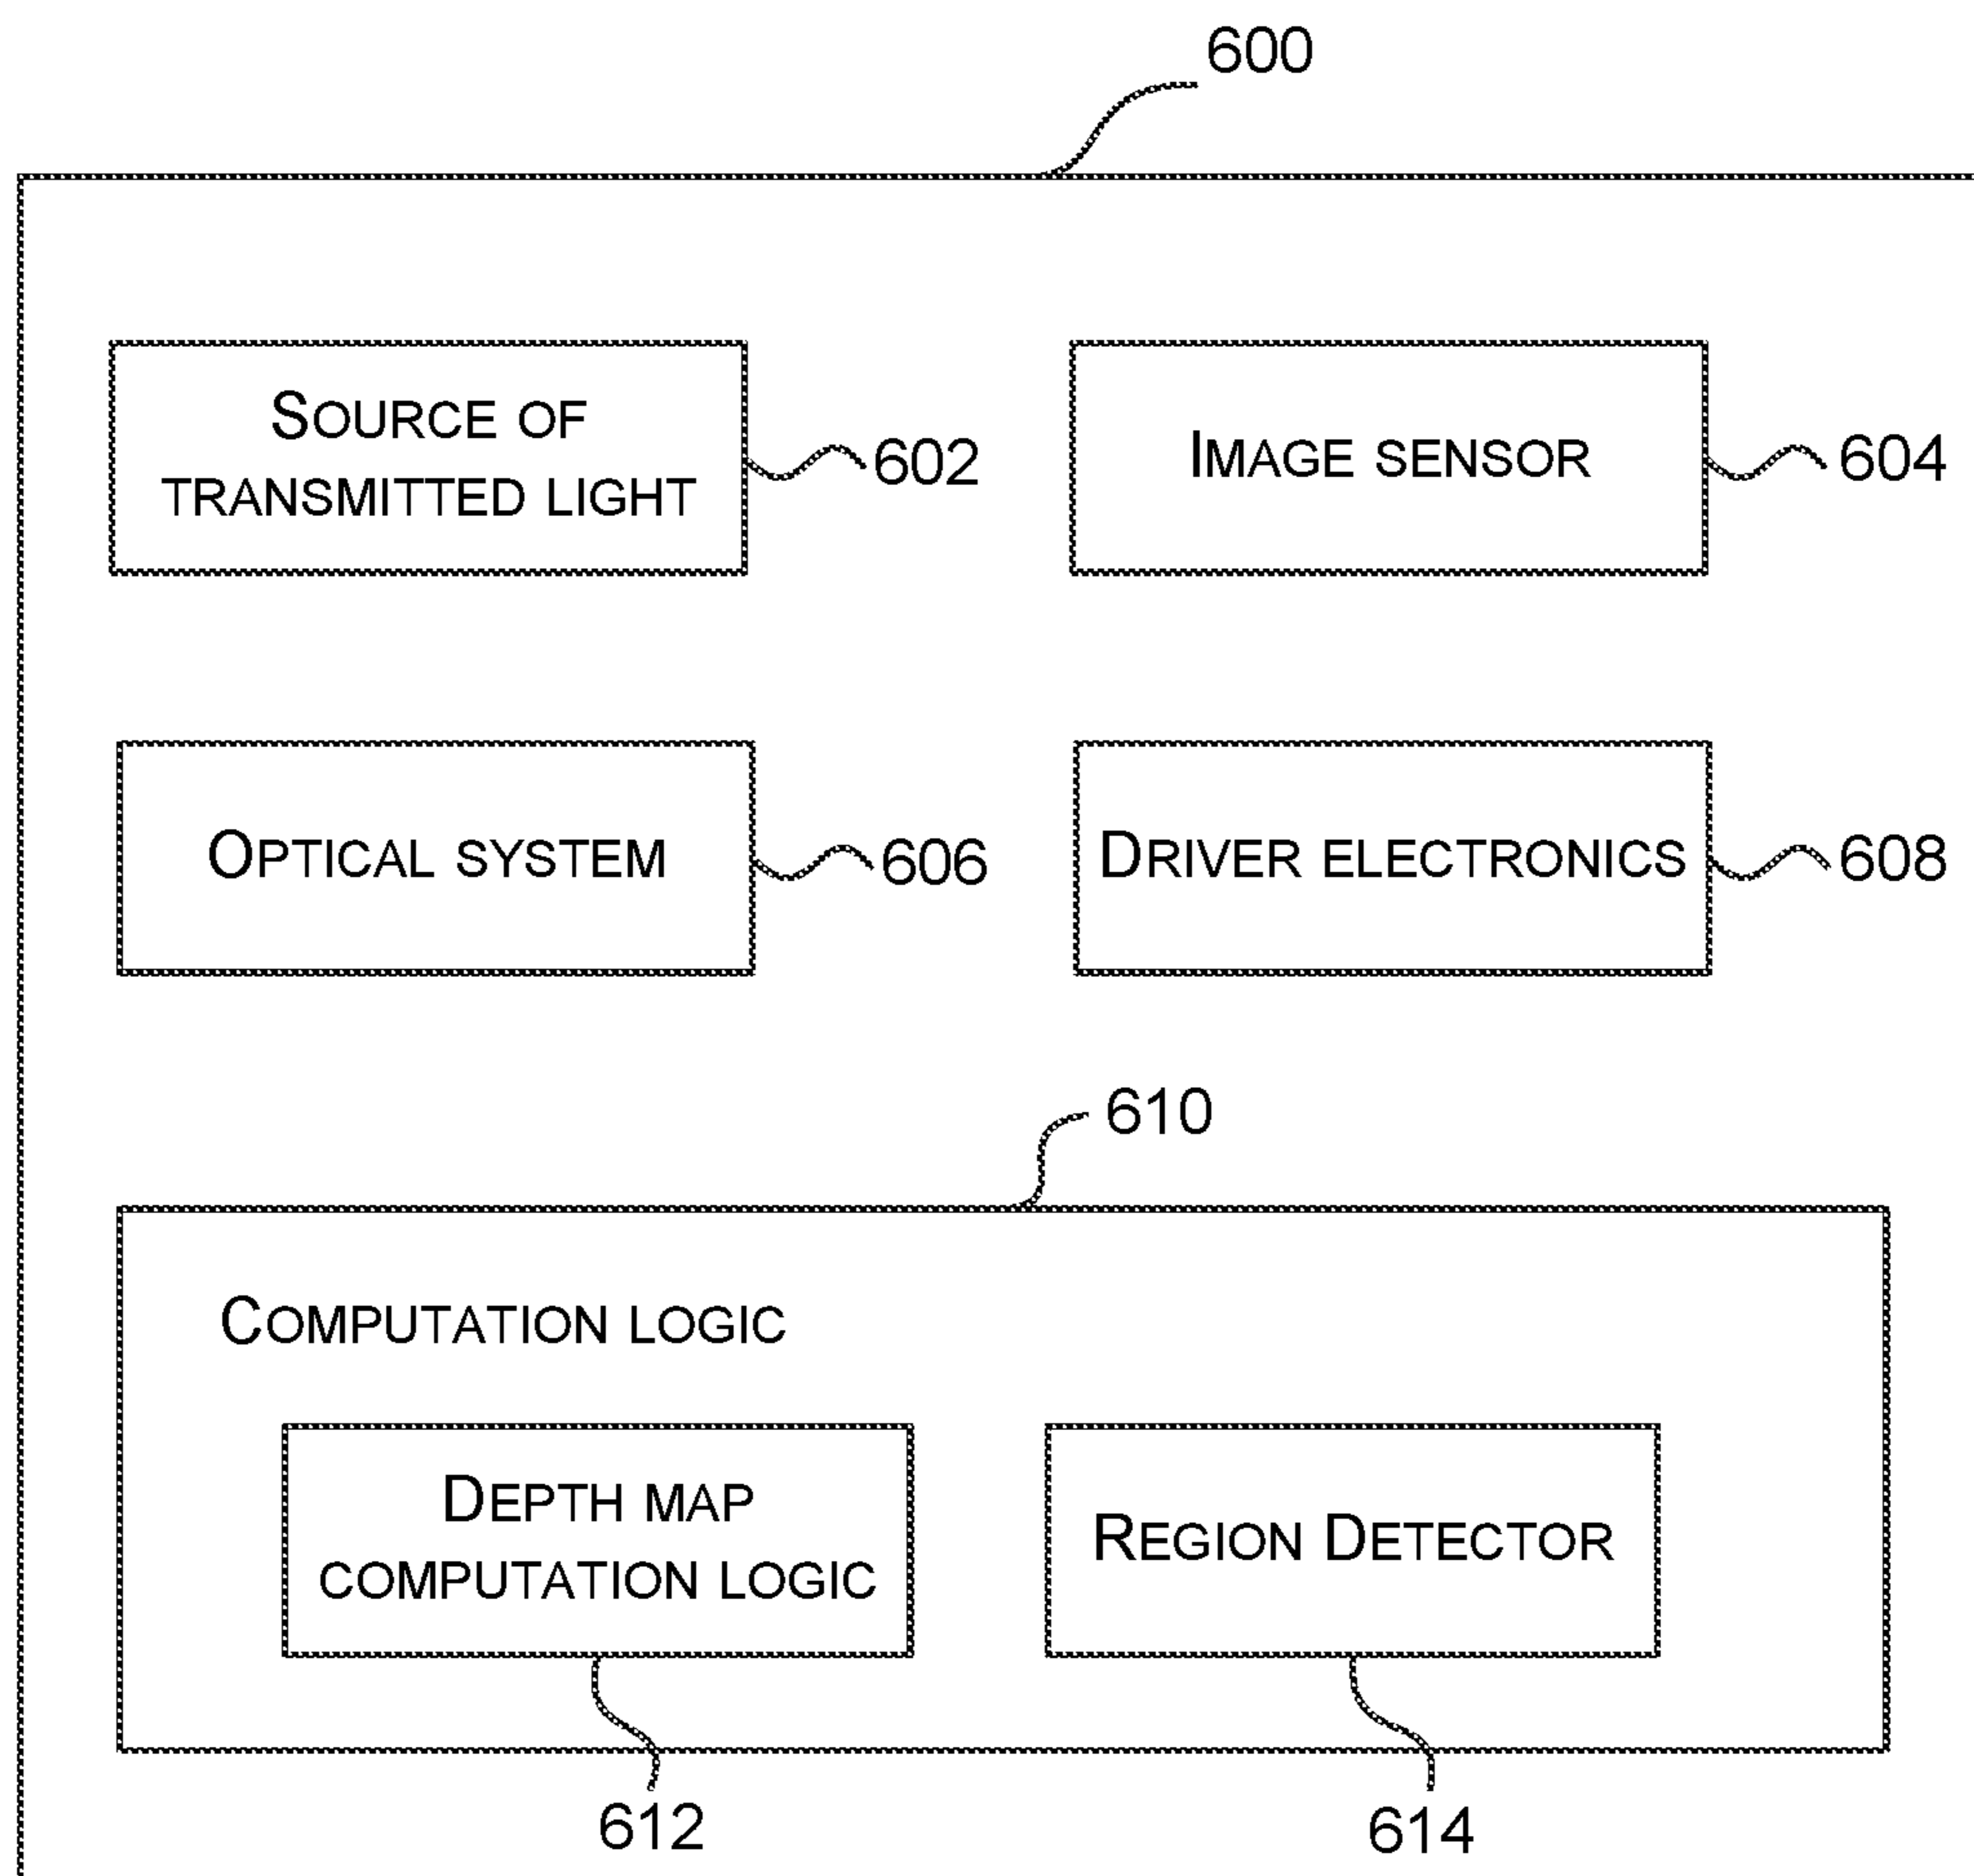 600
SOURCE OF
TRANSMITTED LIGHT
602
IMAGE SENSOR
604
OPTICAL SYSTEM
606
DRIVER ELECTRONICS
608
610
COMPUTATION LOGIC
DEPTH MAP
COMPUTATION LOGIC
REGION DETECTOR
612
614